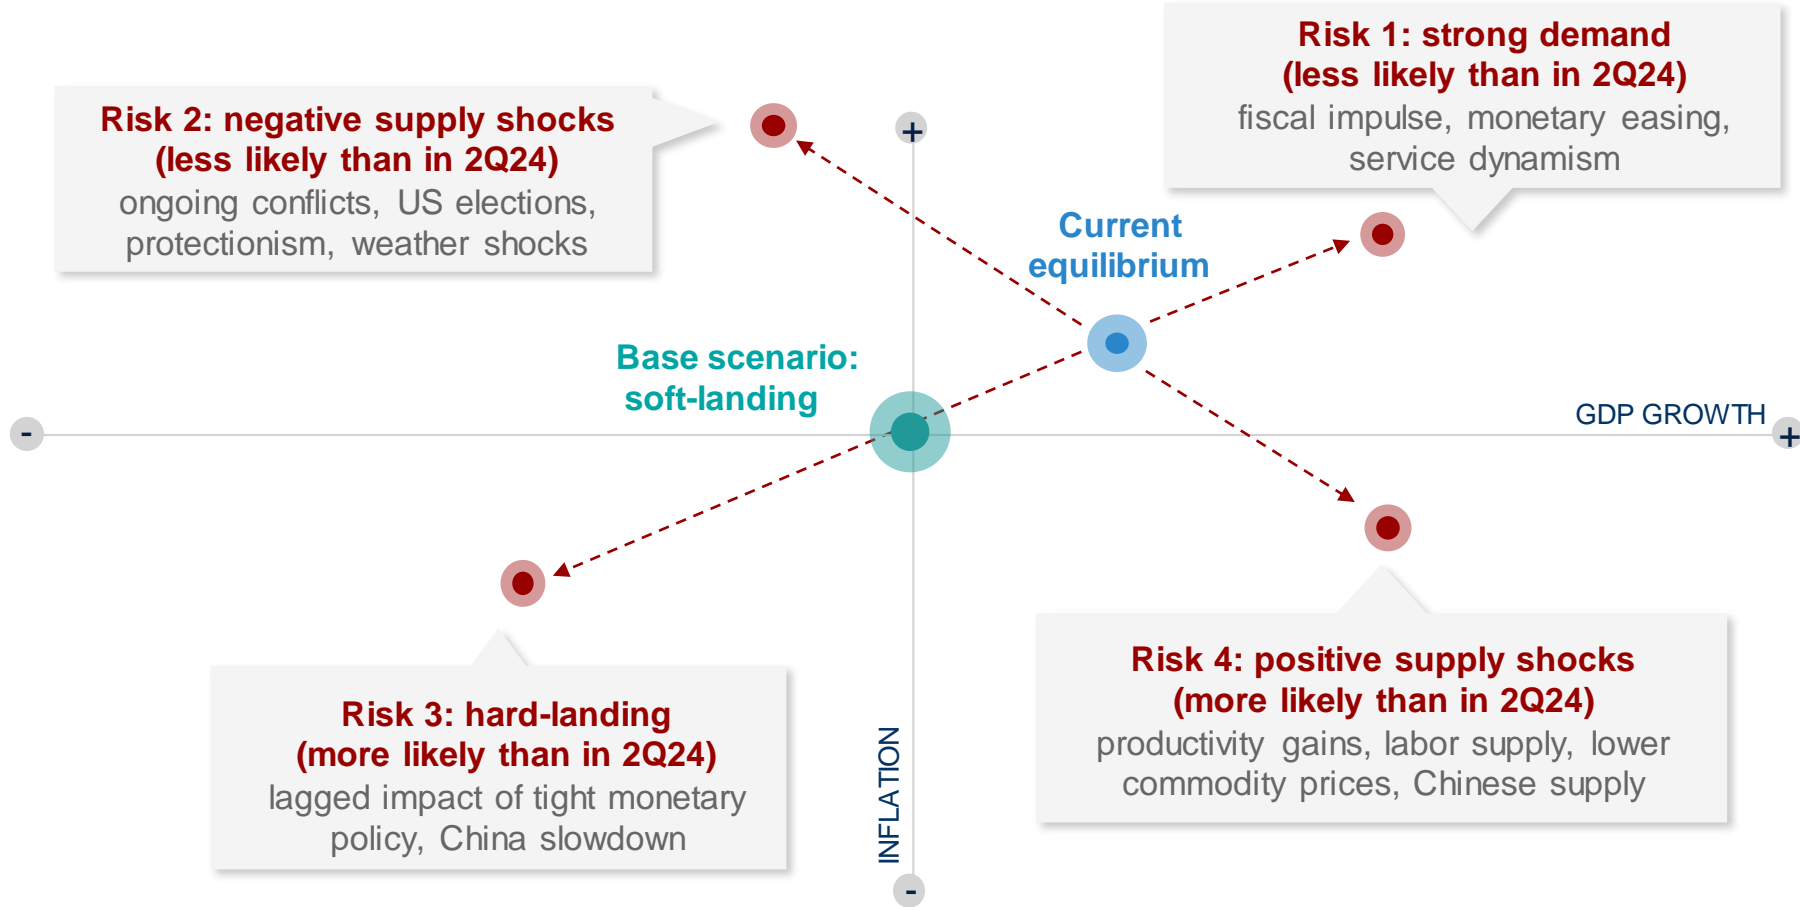 Risk 1: strong demand
(less likely than in 2Q24)
fiscal impulse, monetary easing,
service dynamism
Risk 2: negative supply shocks
(less likely than in 2Q24)
ongoing conflicts, US elections,
protectionism, weather shocks
+
Current
equilibrium
Base scenario:
soft-landing
-
GDP GROWTH
+
Risk 3: hard-landing
(more likely than in 2Q24)
lagged impact of tight monetary
policy, China slowdown
INFLATION
-
Risk 4: positive supply shocks
(more likely than in 2Q24)
productivity gains, labor supply, lower
commodity prices, Chinese supply